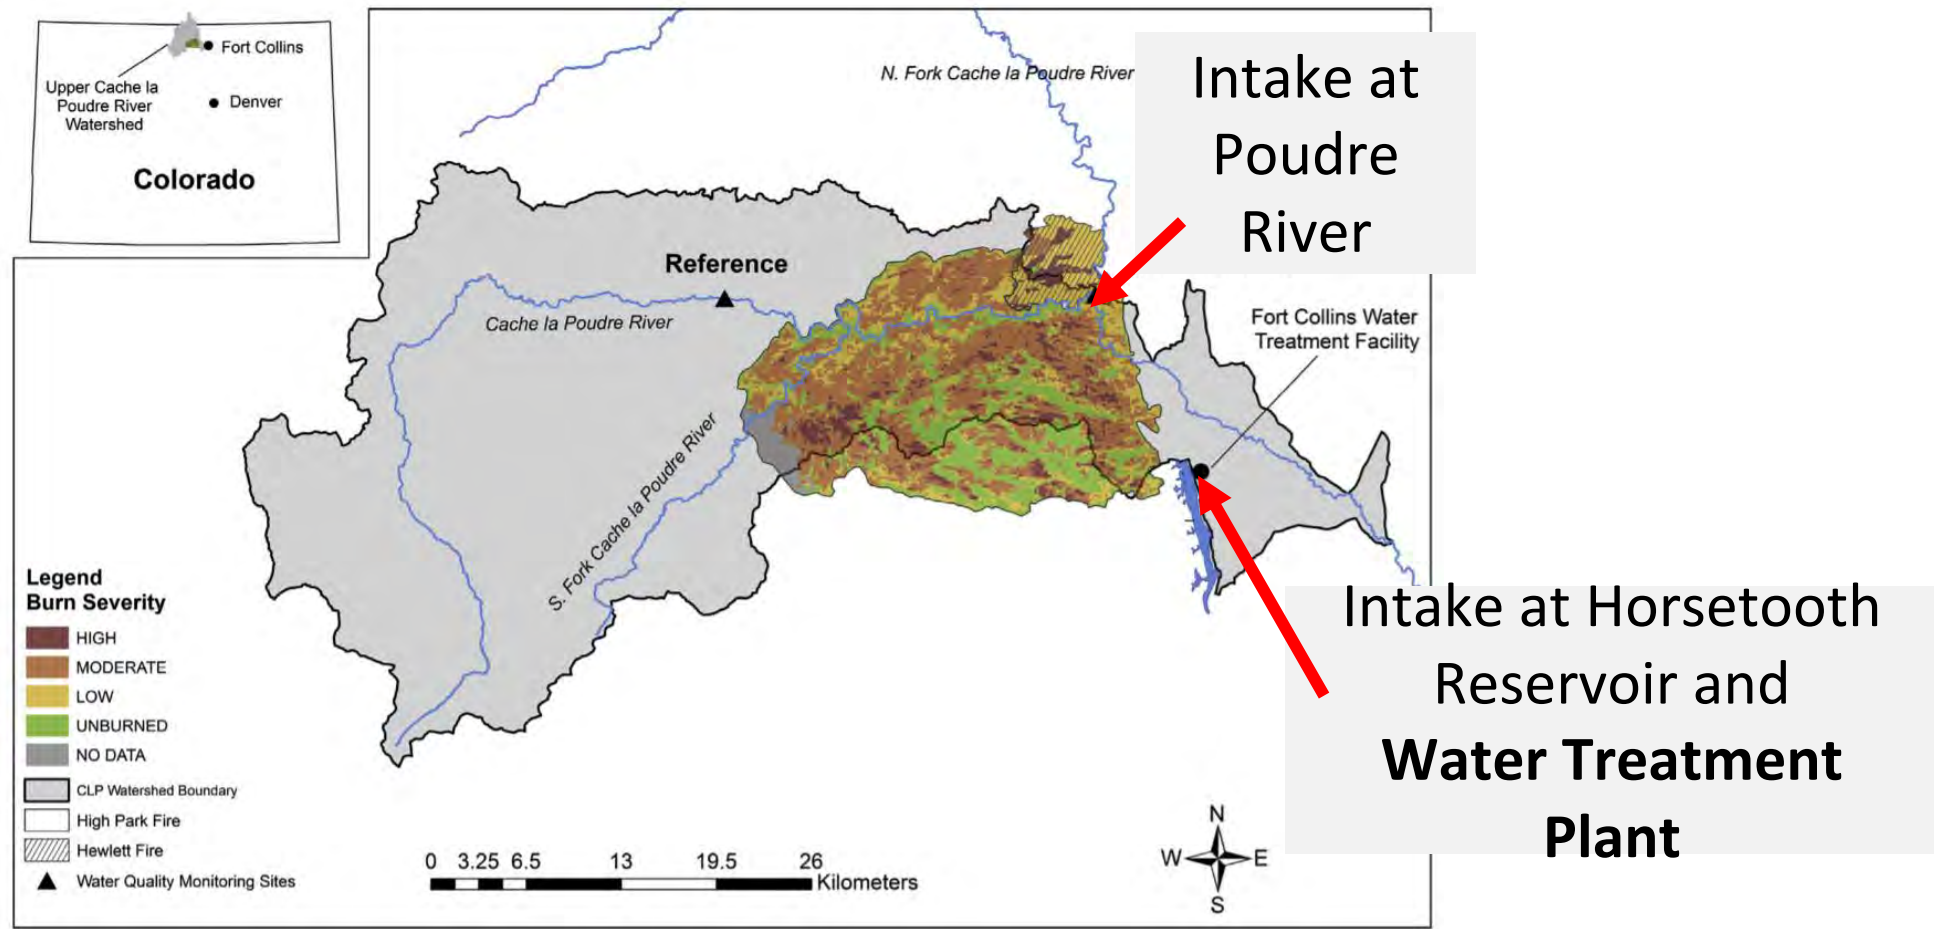 Fort Collins
Upper Cache la
Poudre River
Watershed
Denver
Colorado
N. Fork Cache la Poudre River
Intake at
Poudre
River
Reference
Cache la Poudre River
S. Fork Cache la Poudre River
Fort Collins Water
Treatment Facility
Intake at Horsetooth
Reservoir and
Water Treatment
Plant
Legend
Burn Severity
HIGH
MODERATE
LOW
UNBURNED
NO DATA
CLP Watershed Boundary
High Park Fire
Hewlett Fire
Water Quality Monitoring Sites
0 3.25 6.5 13 19.5 26
Kilometers
N
W E
S